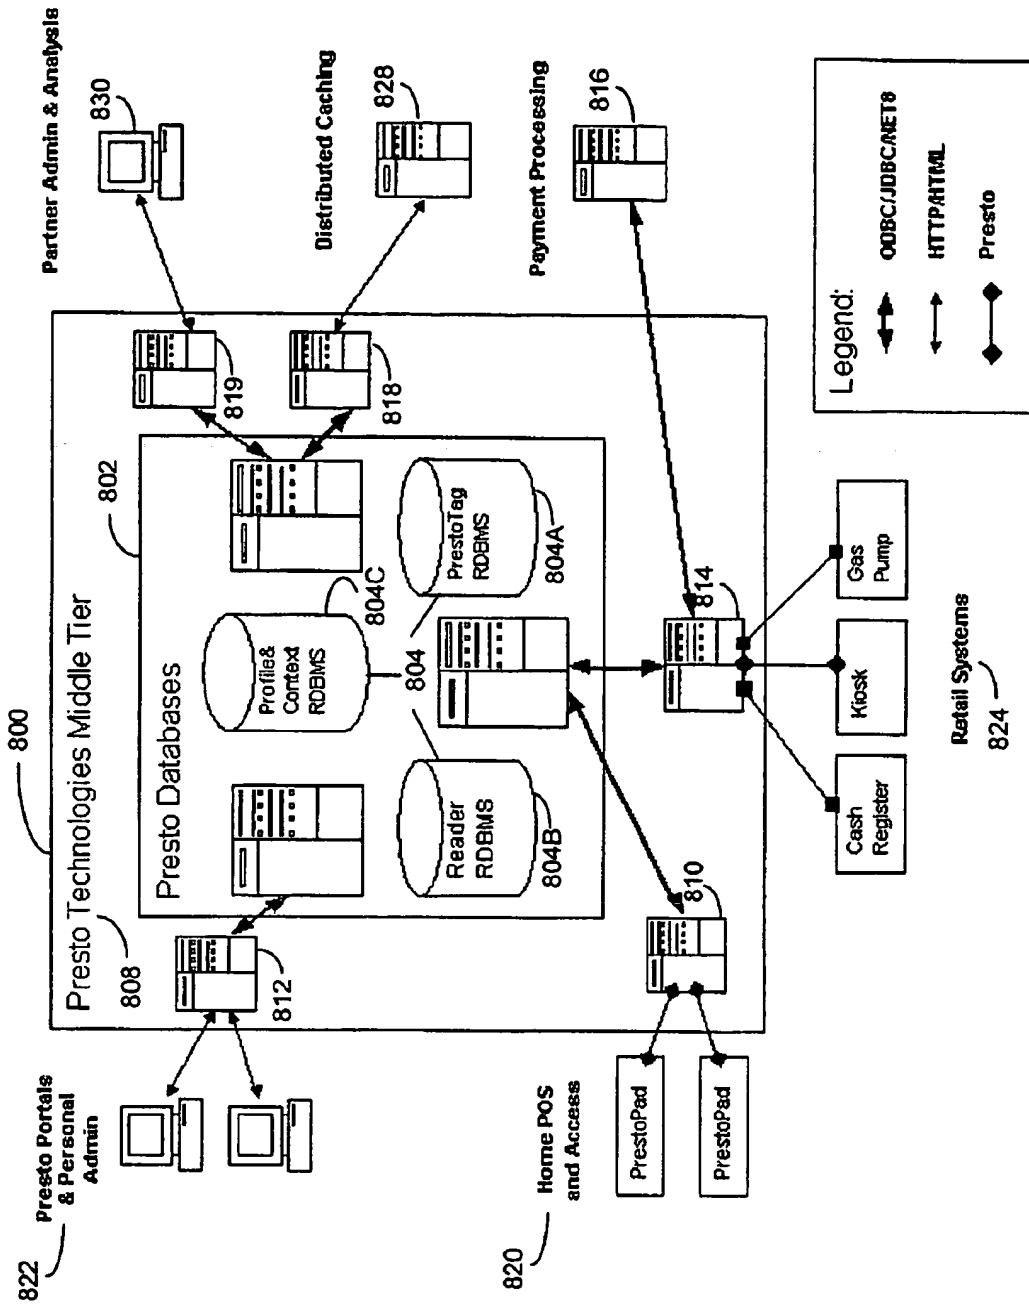 800
Presto Technologies Middle Tier
808
802
Presto Databases
822
Presto Portals
& Personal
Admin
812
Profile&
Context
RDBMS
804C
804
Reader
RDBMS
804B
PrestoTag
RDBMS
804A
819
818
Partner Admin & Analysis
830
Distributed Caching
828
Payment Processing
816
820
Home POS
and Access
PrestoPad
PrestoPad
810
814
Cash
Register
Kiosk
Gas
Pump
Retail Systems
824
Legend:
ODBC/JDBC/NET8
HTTP/HTML
Presto